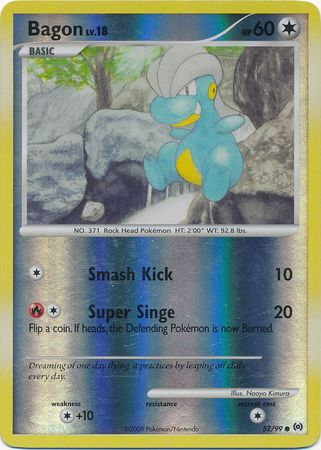 Bagon LV.18 HP 60
BASIC
NO. 371 Rock Head Pokémon HT: 2'00" WT: 92.8 lbs.
Smash Kick 10
Super Singe 20
Flip a coin. If heads, the Defending Pokémon is now Burned.
Dreaming of one day flying, it practices by leaping off cliffs
every day.
Illus. Naoyo Kimura
weakness resistance retreat cost
+10
©2009 Pokémon/Nintendo 52/99